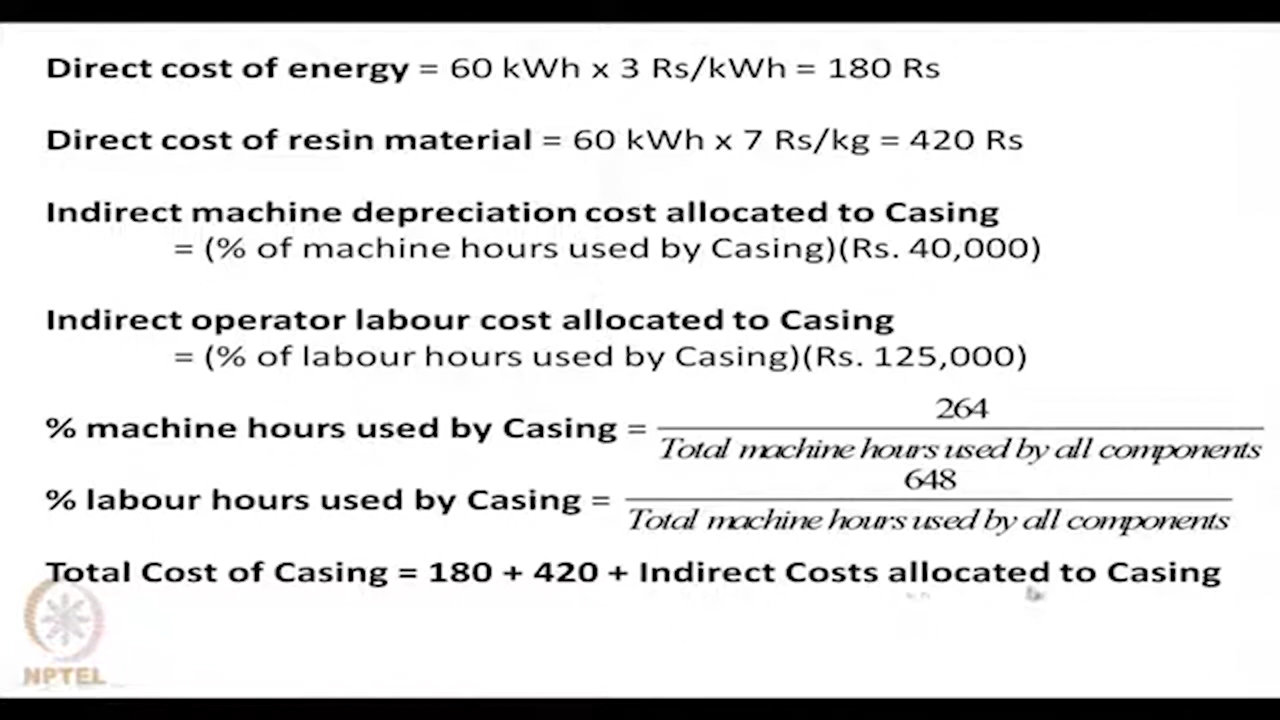 Direct cost of energy = 60 kWh x 3 Rs/kWh = 180 Rs
Direct cost of resin material = 60 kWh x 7 Rs/kg = 420 Rs
Indirect machine depreciation cost allocated to Casing
= (% of machine hours used by Casing)(Rs. 40,000)
Indirect operator labour cost allocated to Casing
= (% of labour hours used by Casing)(Rs. 125,000)
264
% machine hours used by Casing =
Total machine hours used by all components
648
% labour hours used by Casing =
Total machine hours used by all components
Total Cost of Casing = 180 + 420 + Indirect Costs allocated to Casing
NPTEL